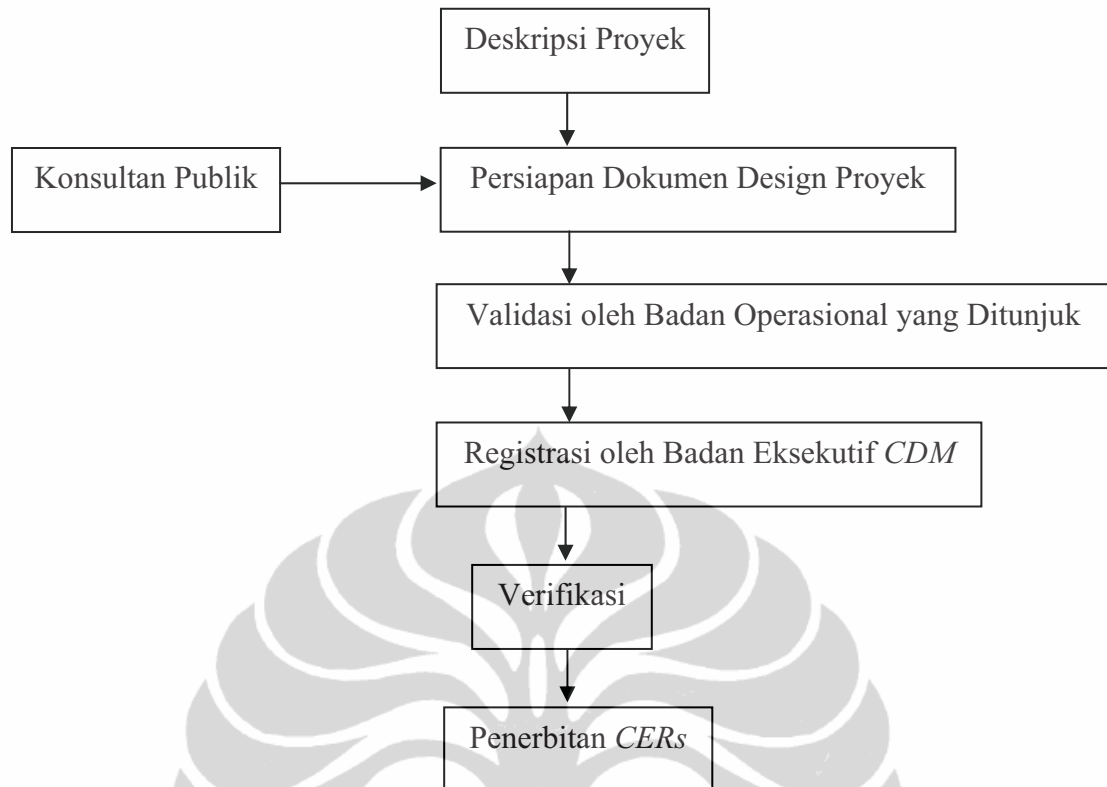 Deskripsi Proyek
Konsultan Publik
Persiapan Dokumen Design Proyek
Validasi oleh Badan Operasional yang Ditunjuk
Registrasi oleh Badan Eksekutif CDM
Verifikasi
Penerbitan CERs